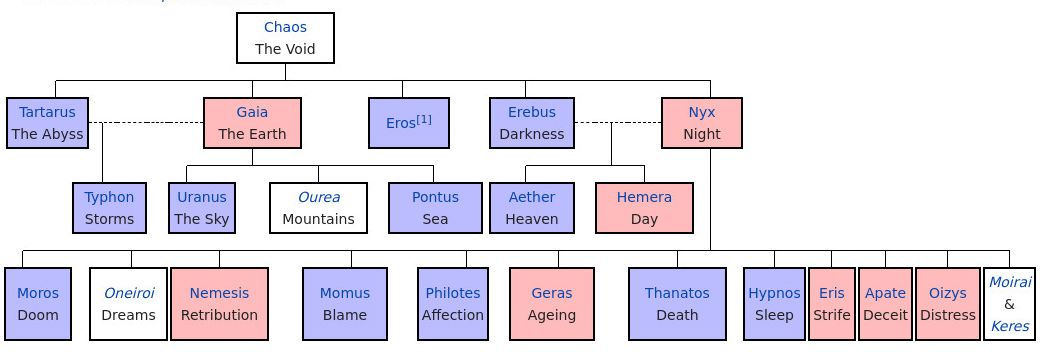 Chaos
The Void
Tartarus
The Abyss
Gaia
The Earth
Eros[1]
Erebus
Darkness
Nyx
Night
Typhon
Storms
Uranus
The Sky
Ourea
Mountains
Pontus
Sea
Aether
Heaven
Hemera
Day
Moros
Doom
Oneiroi
Dreams
Nemesis
Retribution
Momus
Blame
Philotes
Affection
Geras
Ageing
Thanatos
Death
Hypnos
Sleep
Eris
Strife
Apate
Deceit
Oizys
Distress
Moirai
&
Keres